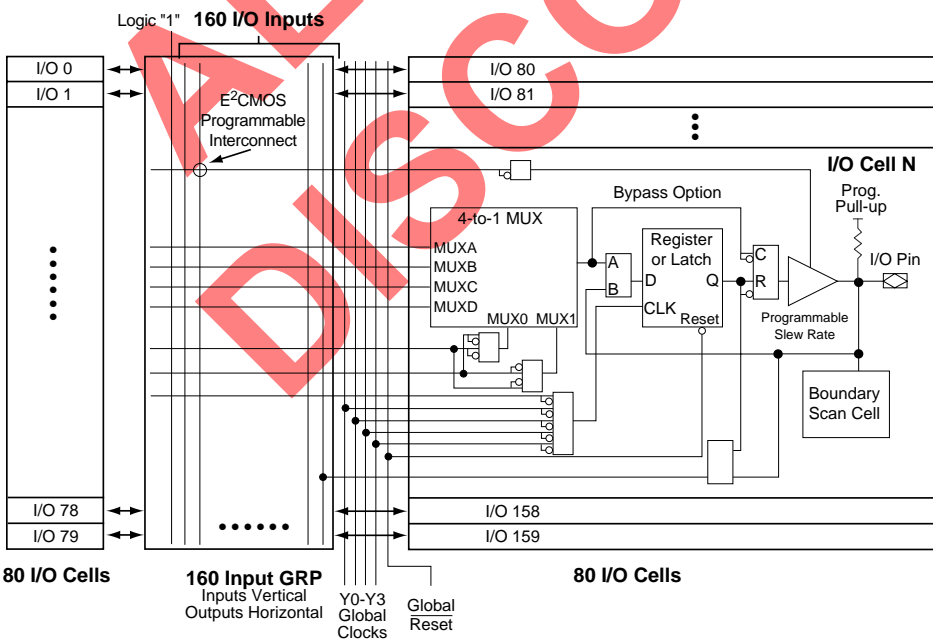 Logic "1" 160 I/O Inputs
I/O 0
I/O 1
I/O 78
I/O 79
80 I/O Cells
E2CMOS
Programmable
Interconnect
160 Input GRP
Inputs Vertical
Outputs Horizontal
Y0-Y3
Global
Clocks
Global
Reset
I/O 80
I/O 81
I/O Cell N
Bypass Option
Prog.
Pull-up
4-to-1 MUX
MUXA
MUXB
MUXC
MUXD
MUX0 MUX1
A
B
Register
or Latch
D Q
CLK
Reset
C
R
I/O Pin
Programmable
Slew Rate
Boundary
Scan Cell
I/O 158
I/O 159
80 I/O Cells
AL
DISCO